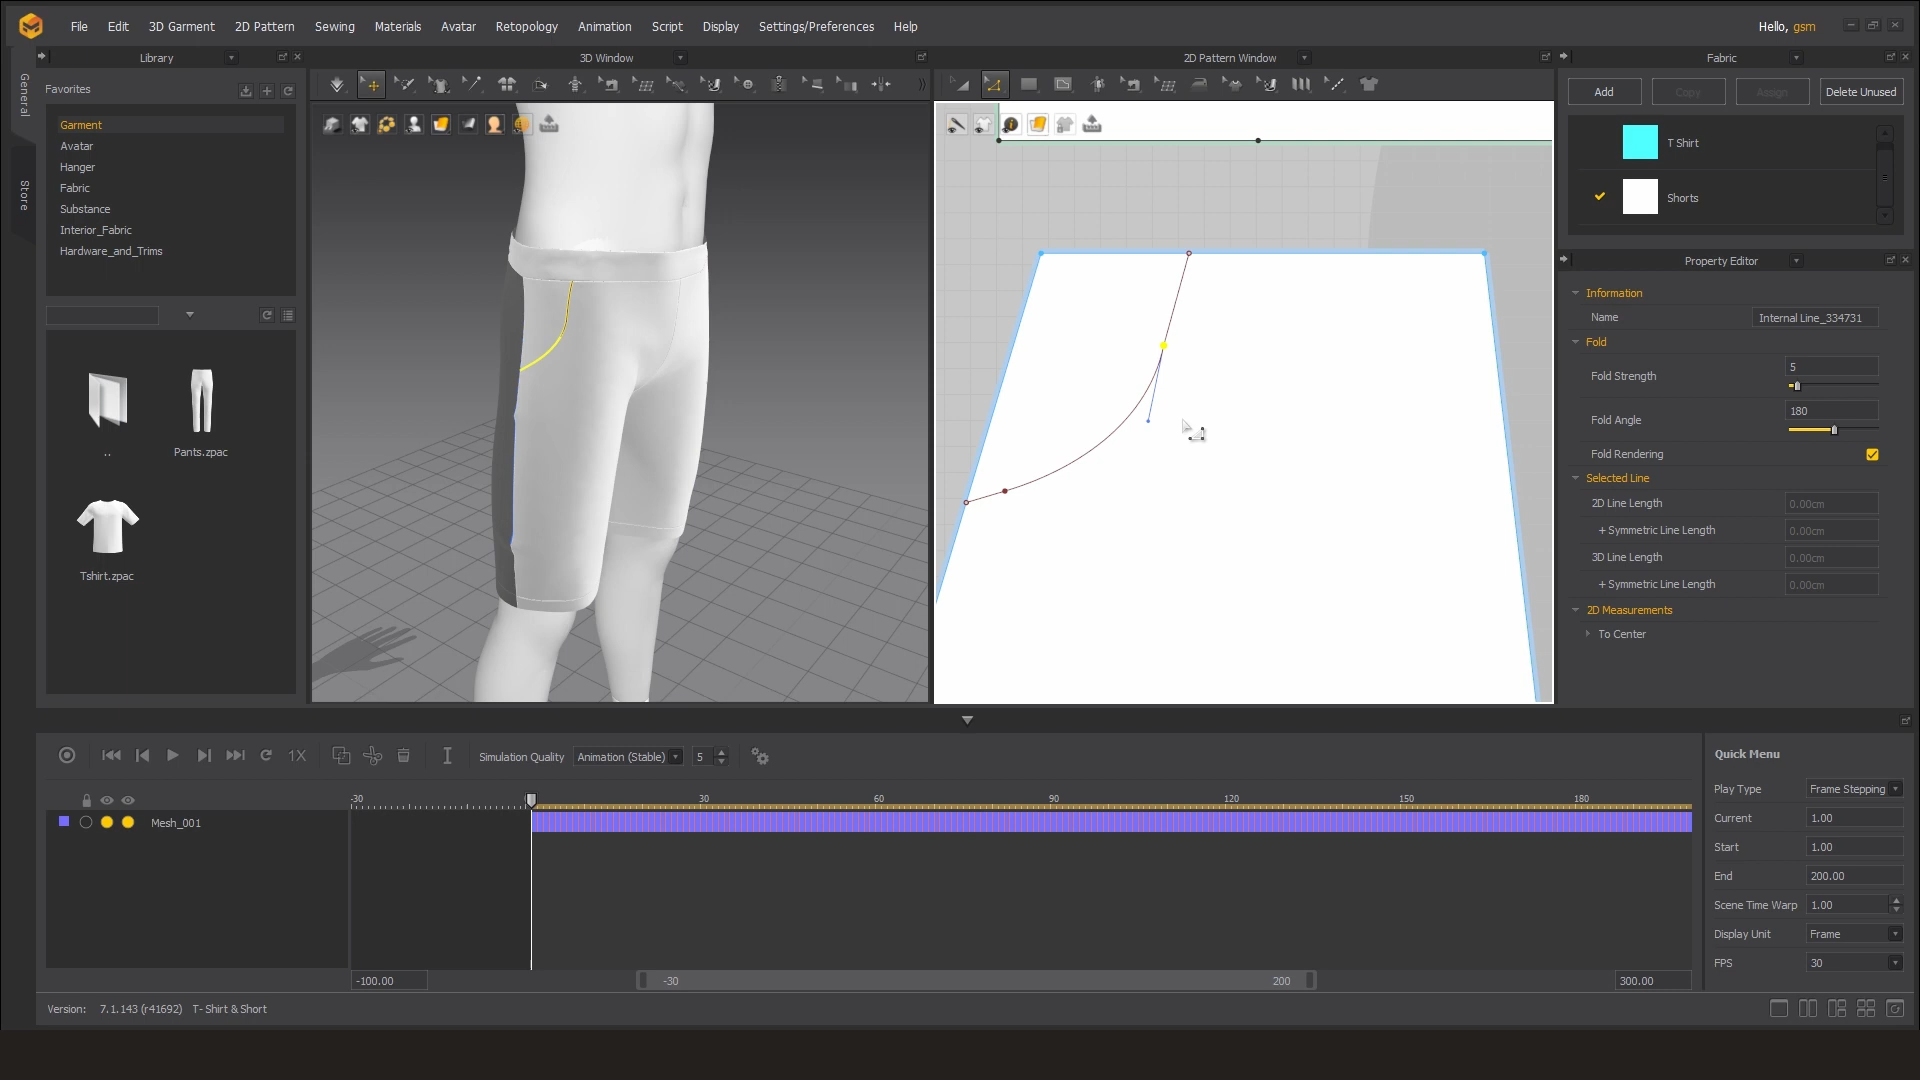 File Edit 3D Garment 2D Pattern Sewing Materials Avatar Retopology Animation Script Display Settings/Preferences Help Hello, gsm
Library 3D Window 2D Pattern Window Fabric
General
Store
Favorites
Garment
Avatar
Hanger
Fabric
Substance
Interior_Fabric
Hardware_and_Trims
..
Pants.zpac
Tshirt.zpac
Add Copy Assign Delete Unused
T Shirt
Shorts
Property Editor
Information
Name Internal Line_334731
Fold
Fold Strength 5
Fold Angle 180
Fold Rendering
Selected Line
2D Line Length 0.00cm
+ Symmetric Line Length 0.00cm
3D Line Length 0.00cm
+ Symmetric Line Length 0.00cm
2D Measurements
To Center
1X Simulation Quality Animation (Stable) 5
-30 30 60 90 120 150 180
Mesh_001
-100.00 -30 200 300.00
Quick Menu
Play Type Frame Stepping
Current 1.00
Start 1.00
End 200.00
Scene Time Warp 1.00
Display Unit Frame
FPS 30
Version: 7.1.143 (r41692) T- Shirt & Short